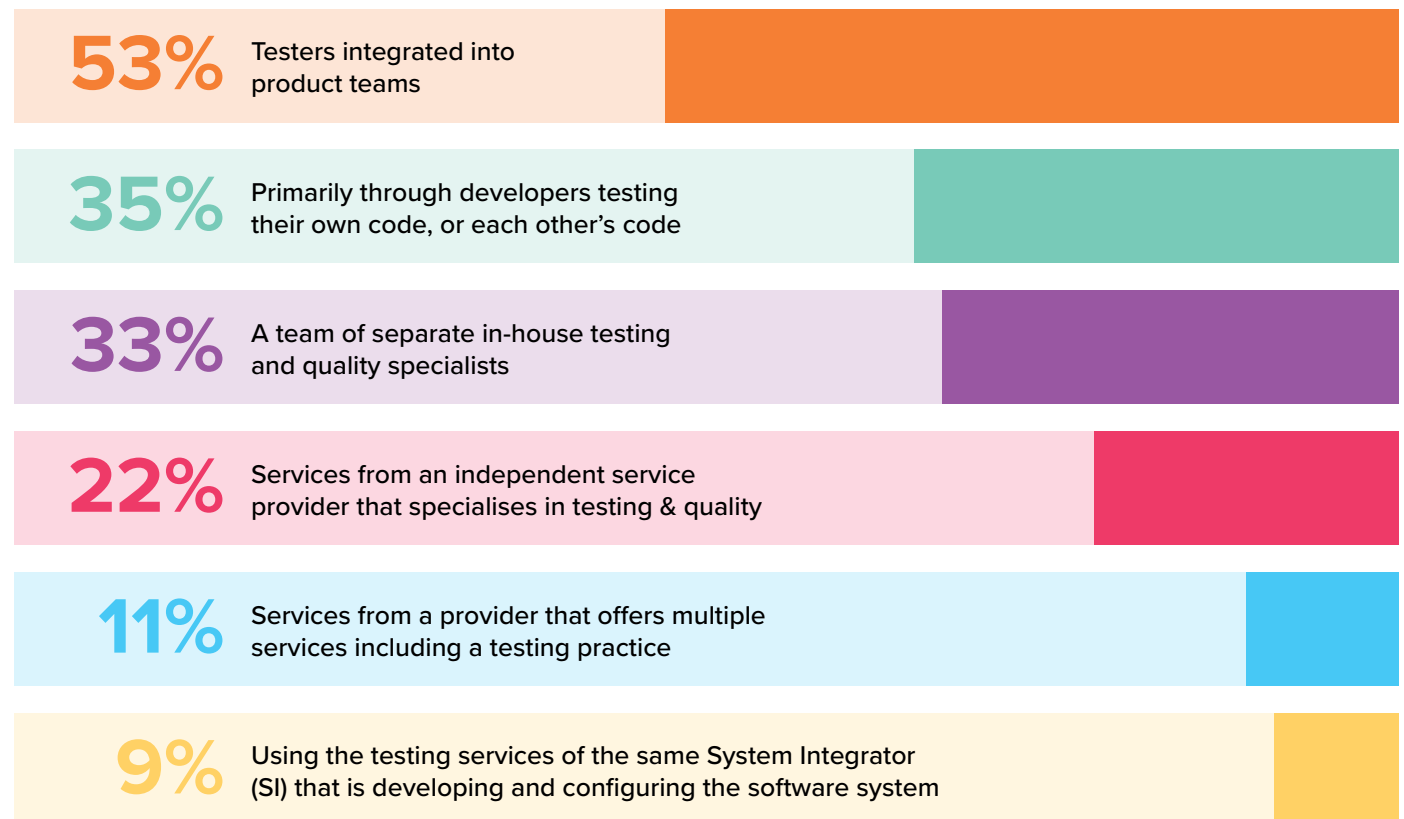 53%
Testers integrated into
product teams
35%
Primarily through developers testing
their own code, or each other’s code
33%
A team of separate in-house testing
and quality specialists
22%
Services from an independent service
provider that specialises in testing & quality
11%
Services from a provider that offers multiple
services including a testing practice
9%
Using the testing services of the same System Integrator
(SI) that is developing and configuring the software system